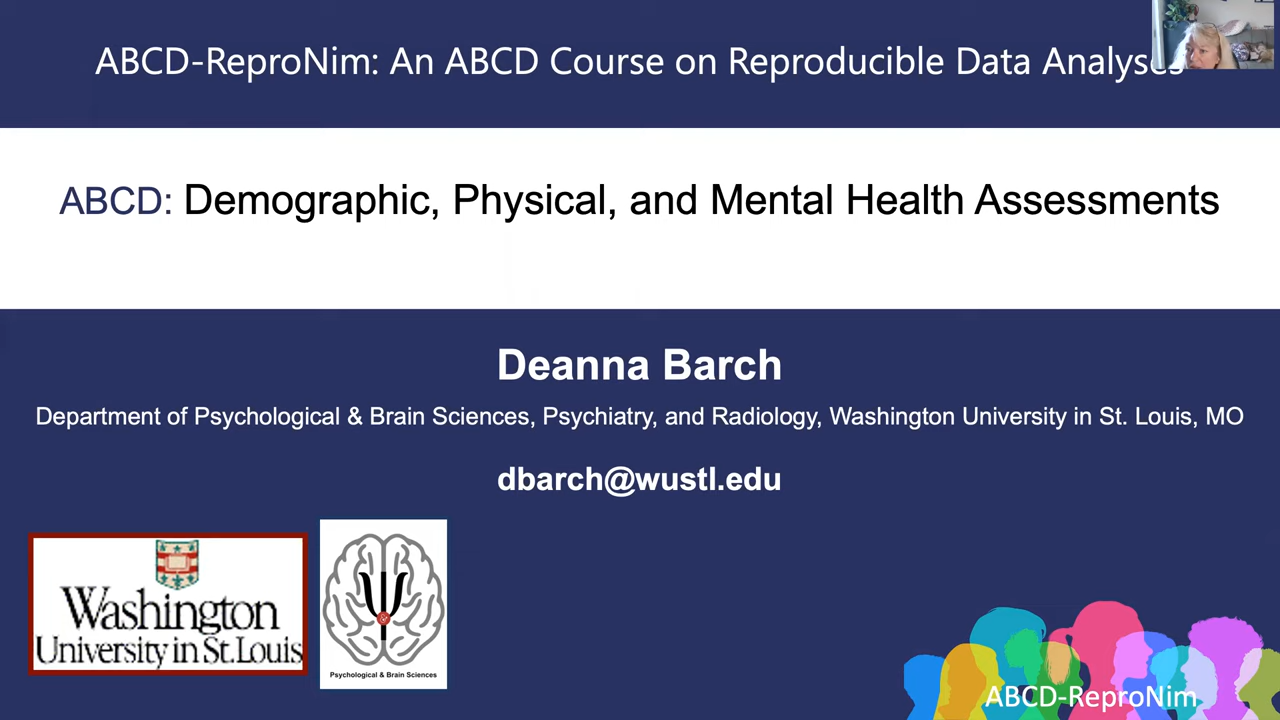 ABCD-ReproNim: An ABCD Course on Reproducible Data Analyses
ABCD: Demographic, Physical, and Mental Health Assessments
Deanna Barch
Department of Psychological & Brain Sciences, Psychiatry, and Radiology, Washington University in St. Louis, MO
dbarch@wustl.edu
Washington
University in St. Louis
Psychological & Brain Sciences
ABCD-ReproNim